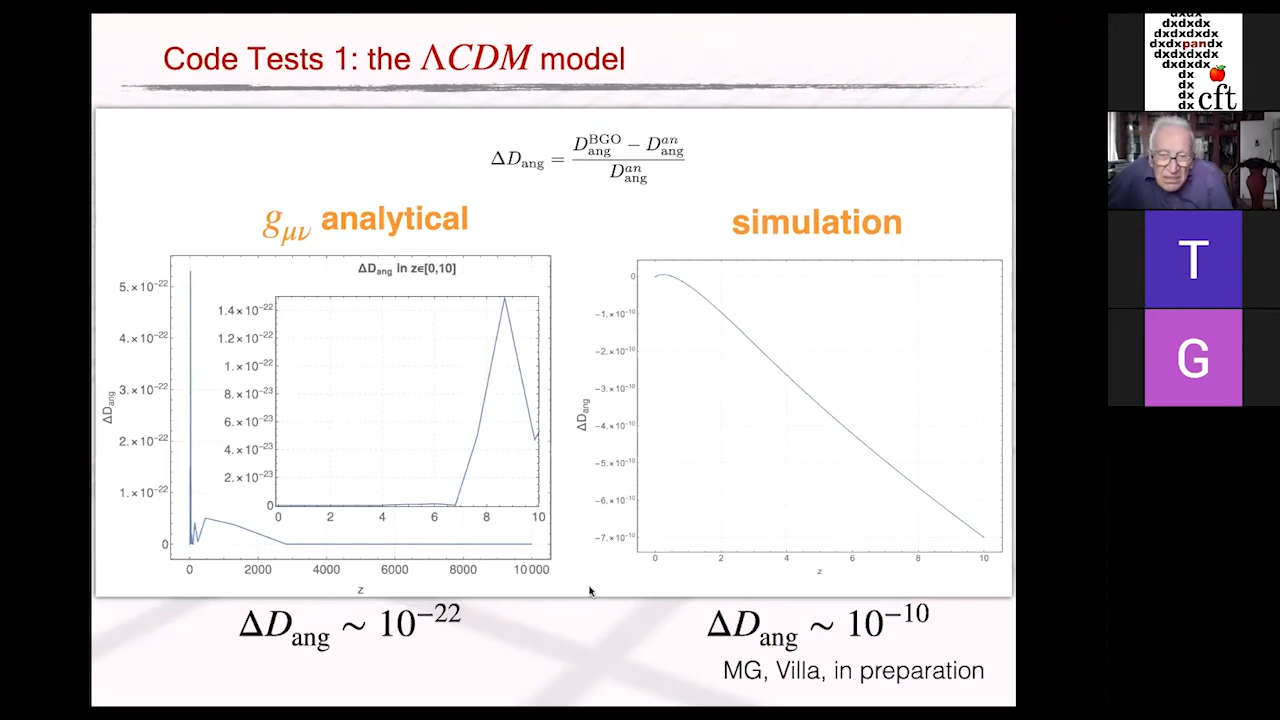 Code Tests 1: the ΛCDM model
ΔD_ang = (D_ang^BGO − D_ang^an) / D_ang^an
g_μν analytical
simulation
ΔD_ang In z∈[0,10]
5.×10^-22
4.×10^-22
3.×10^-22
2.×10^-22
1.×10^-22
0
ΔD_ang
1.4×10^-22
1.2×10^-22
1.×10^-22
8.×10^-23
6.×10^-23
4.×10^-23
2.×10^-23
0
0 2 4 6 8 10
0 2000 4000 6000 8000 10 000
z
0
-1.×10^-10
-2.×10^-10
-3.×10^-10
-4.×10^-10
-5.×10^-10
-6.×10^-10
-7.×10^-10
ΔD_ang
0 2 4 6 8 10
z
ΔD_ang ~ 10^−22
ΔD_ang ~ 10^−10
MG, Villa, in preparation
dxdxdx
dxdxdxdx
dxdxpandx
dxdxdxdx
dxdxdx
dx
dx
dx
dx
cft
T
G